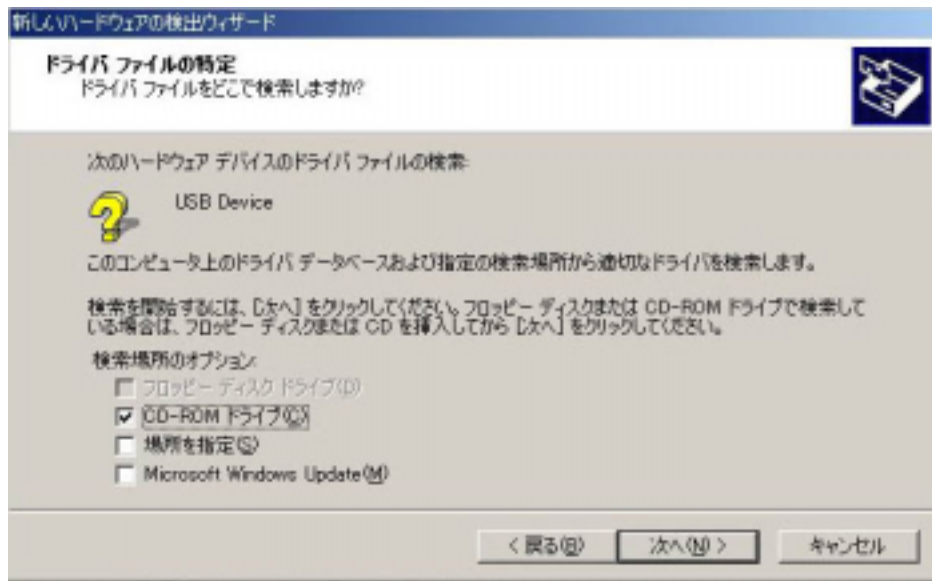 新しいハードウェアの検出ウィザード
ドライバ ファイルの特定
ドライバ ファイルをどこで検索しますか?
次のハードウェア デバイスのドライバ ファイルの検索:
USB Device
このコンピュータ上のドライバ データベースおよび指定の検索場所から適切なドライバを検索します。
検索を開始するには、[次へ] をクリックしてください。フロッピー ディスクまたは CD-ROM ドライブで検索して
いる場合は、フロッピー ディスクまたは CD を挿入してから [次へ] をクリックしてください。
検索場所のオプション:
フロッピー ディスク ドライブ(D)
CD-ROM ドライブ(C)
場所を指定(S)
Microsoft Windows Update(M)
< 戻る(B) 次へ(N) > キャンセル